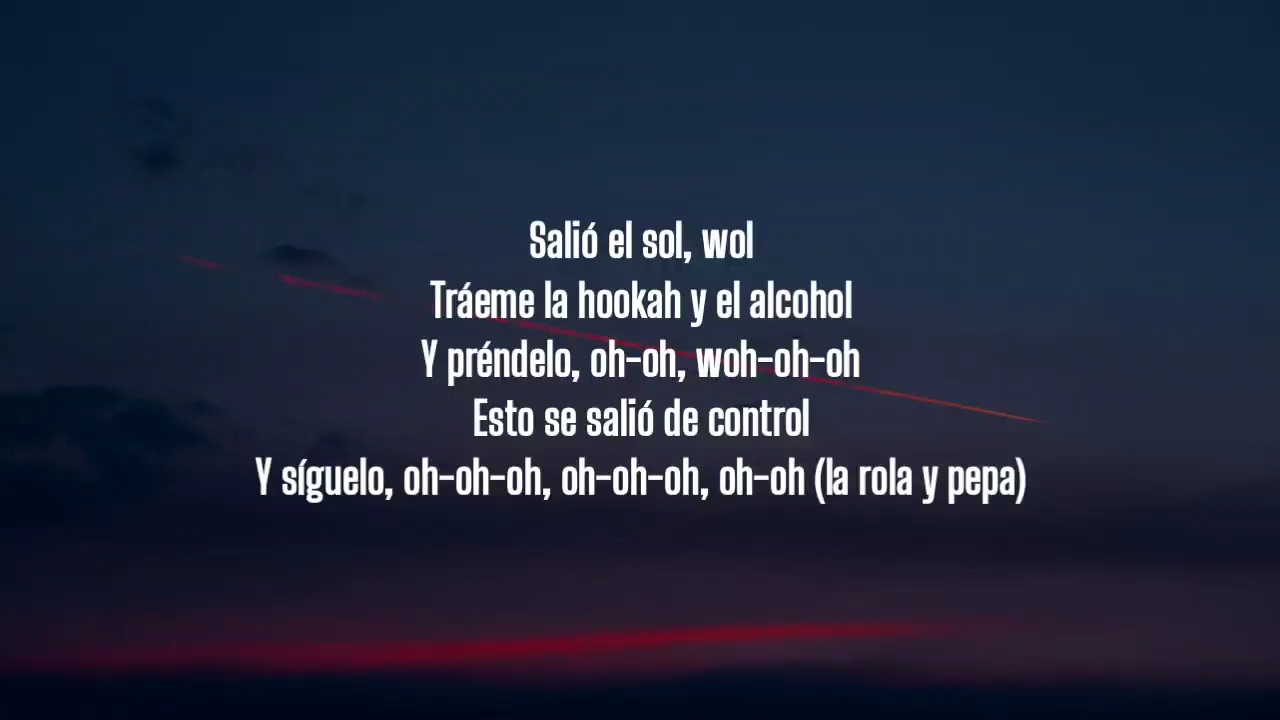 Salió el sol, wol
Tráeme la hookah y el alcohol
Y préndelo, oh-oh, woh-oh-oh
Esto se salió de control
Y síguelo, oh-oh-oh, oh-oh-oh, oh-oh (la rola y pepa)